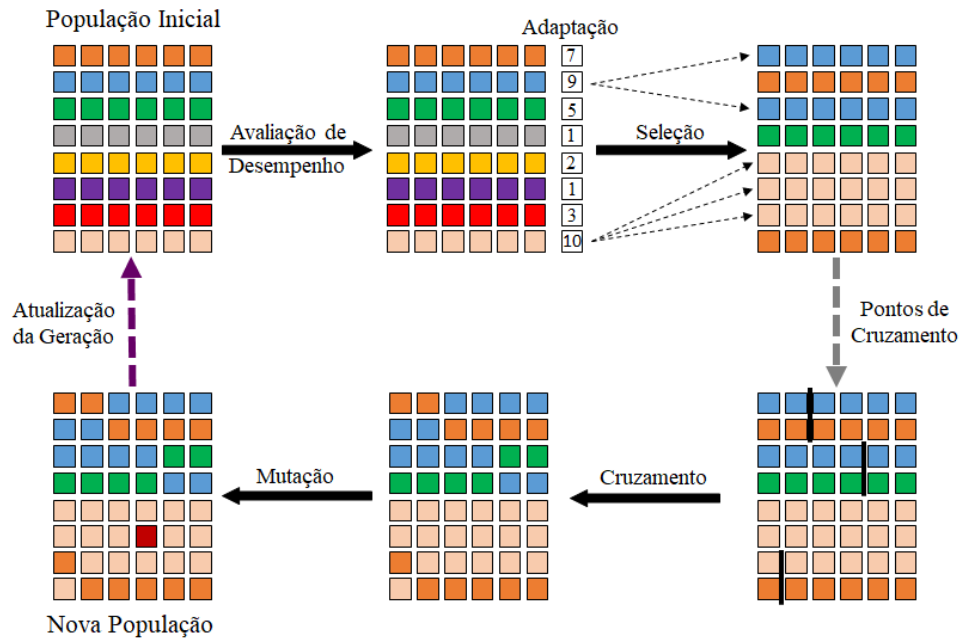 População Inicial
Adaptação
7
9
5
1
2
1
3
10
Avaliação de
Desempenho
Seleção
Atualização
da Geração
Pontos de
Cruzamento
Mutação
Cruzamento
Nova População